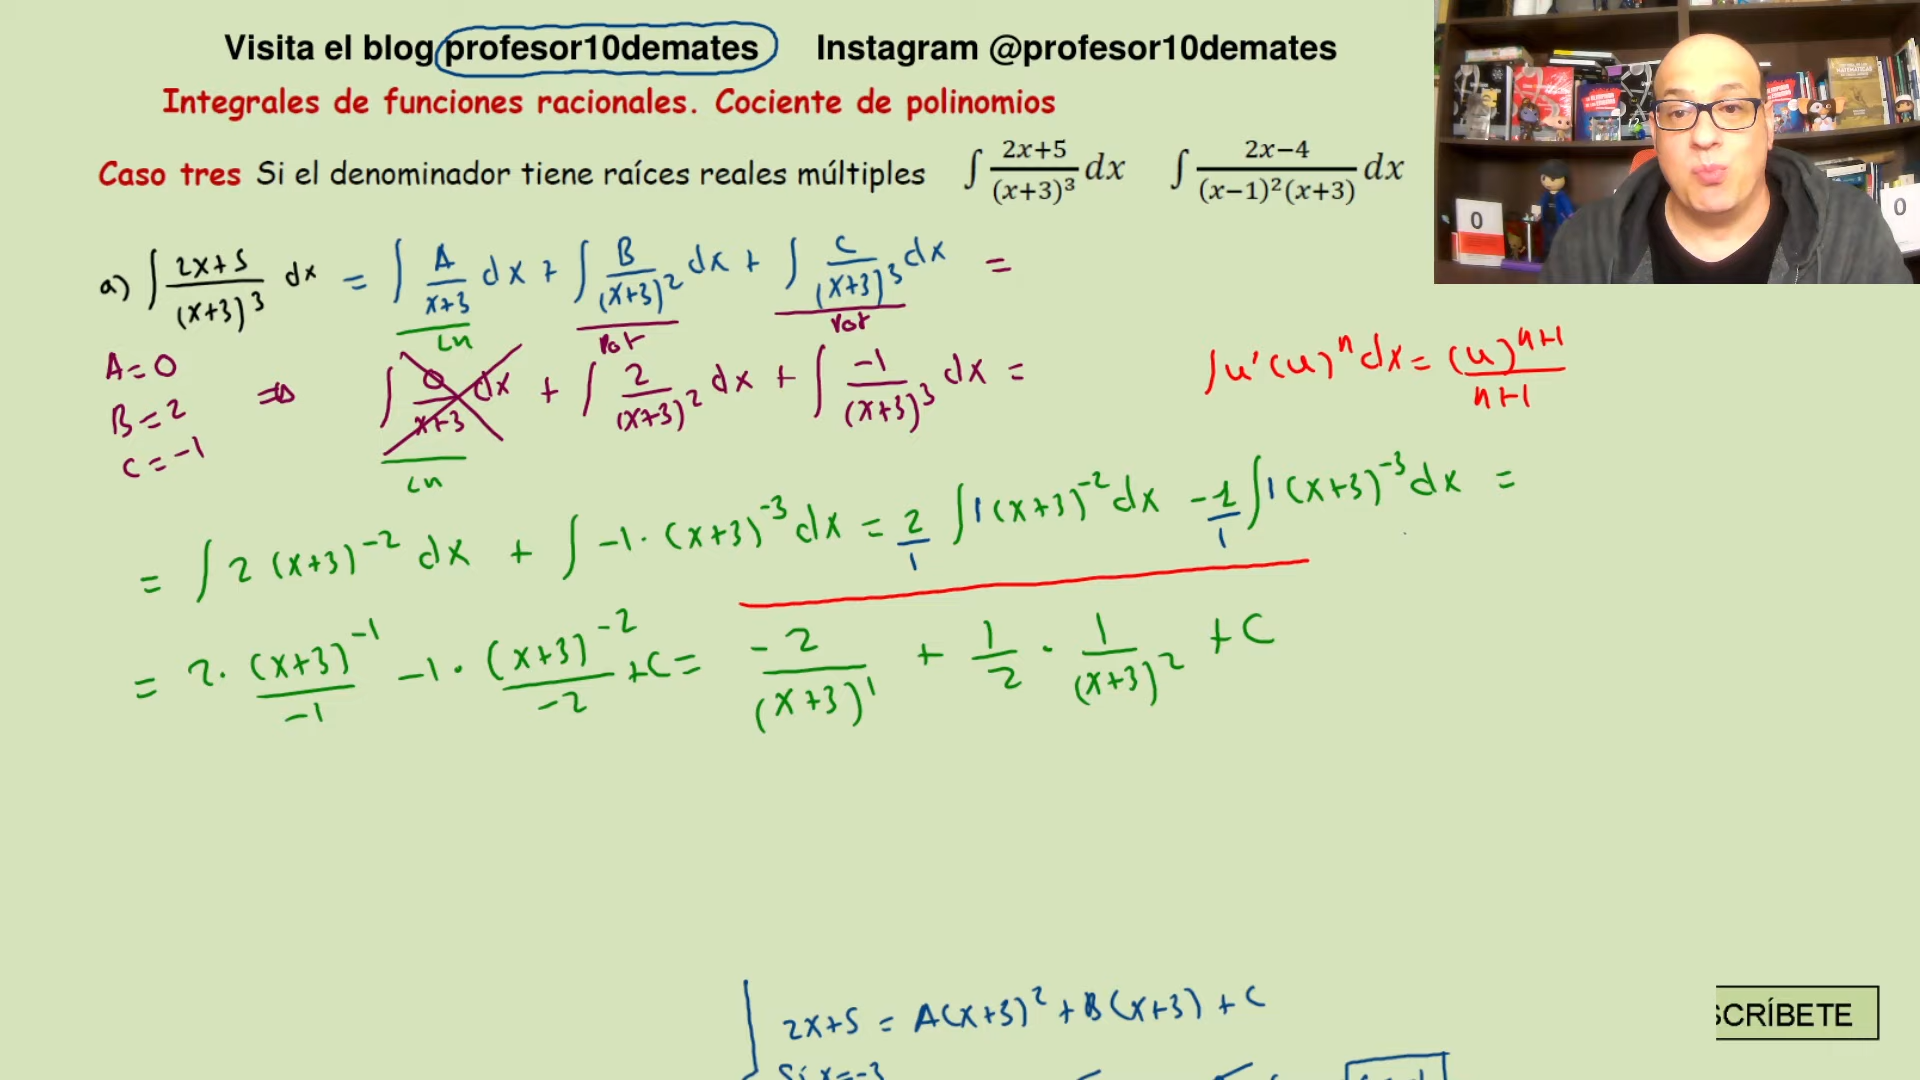 Visita el blog profesor10demates Instagram @profesor10demates
Integrales de funciones racionales. Cociente de polinomios
Caso tres Si el denominador tiene raíces reales múltiples ∫ (2x+5)/(x+3)³ dx ∫ (2x−4)/((x−1)²(x+3)) dx
a) ∫ (2x+5)/(x+3)³ dx = ∫ A/(x+3) dx + ∫ B/(x+3)² dx + ∫ C/(x+3)³ dx =
Ln Pot Pot
A=0
B=2
C=-1
⇒ ∫ 0/(x+3) dx + ∫ 2/(x+3)² dx + ∫ -1/(x+3)³ dx =
Ln
∫u'(u)ⁿdx = (u)ⁿ⁺¹/(n+1)
= ∫ 2(x+3)⁻² dx + ∫ -1·(x+3)⁻³ dx = 2/1 ∫1(x+3)⁻² dx -1/1 ∫1(x+3)⁻³ dx =
= 2·(x+3)⁻¹/-1 -1·(x+3)⁻²/-2 +C = -2/(x+3)¹ + 1/2 · 1/(x+3)² +C
2x+5 = A(x+3)² + B(x+3) + C
Si x=-3
SCRÍBETE
0
0